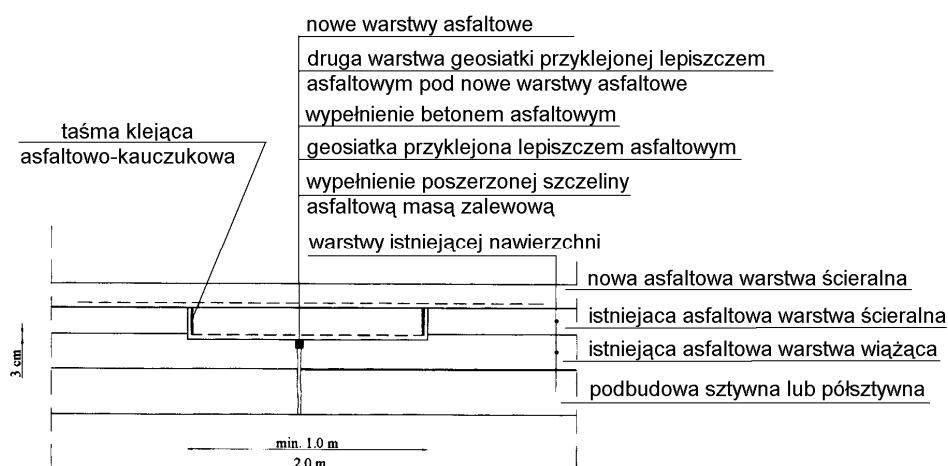 nowe warstwy asfaltowe
druga warstwa geosiatki przyklejonej lepiszczem
asfaltowym pod nowe warstwy asfaltowe
wypełnienie betonem asfaltowym
taśma klejąca
asfaltowo-kauczukowa
geosiatka przyklejona lepiszczem asfaltowym
wypełnienie poszerzonej szczeliny
asfaltową masą zalewową
warstwy istniejącej nawierzchni
nowa asfaltowa warstwa ścieralna
istniejaca asfaltowa warstwa ścieralna
istniejąca asfaltowa warstwa wiążąca
podbudowa sztywna lub półsztywna
3 cm
min. 1.0 m
2.0 m